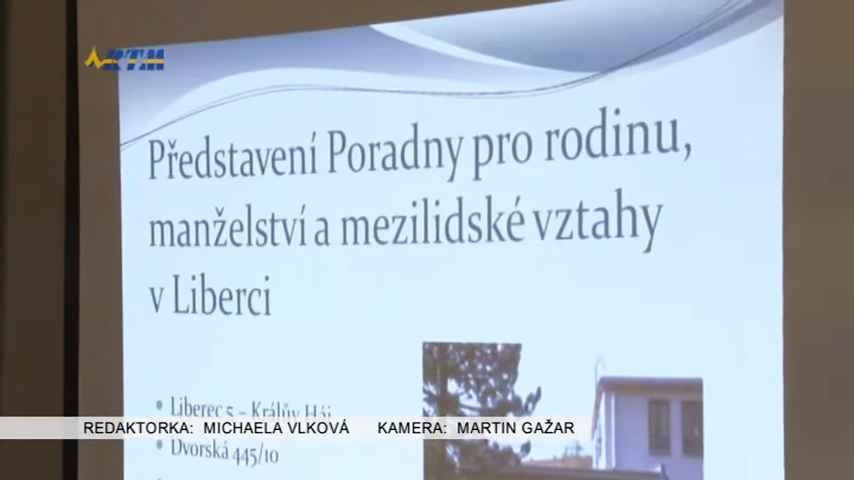 RTM
Představení Poradny pro rodinu,
manželství a mezilidské vztahy
v Liberci
• Liberec 5 – Králův Háj
REDAKTORKA: MICHAELA VLKOVÁ KAMERA: MARTIN GAŽAR
• Dvorská 445/10